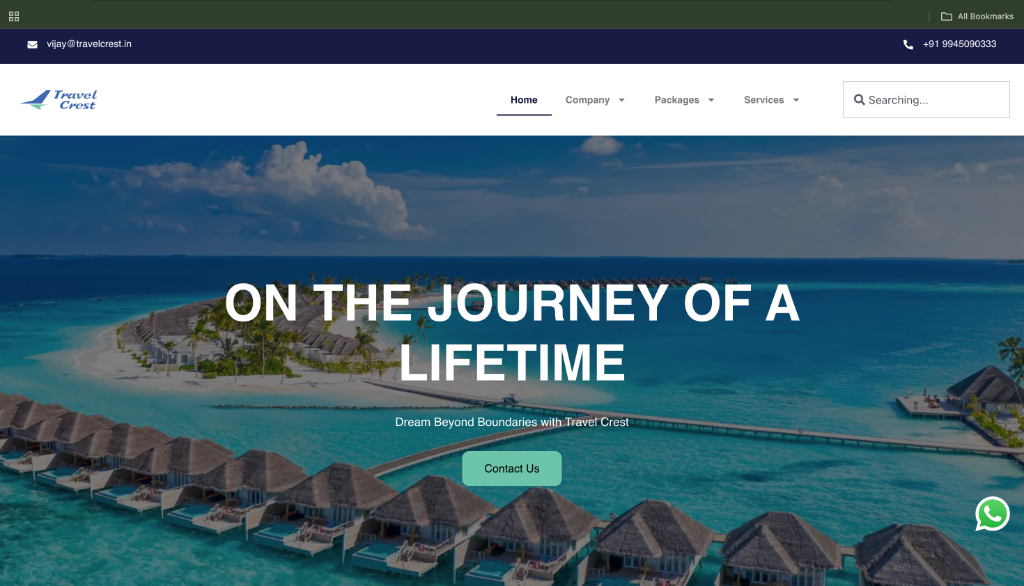 All Bookmarks
vijay@travelcrest.in
+91 9945090333
Travel
Crest
Home
Company
Packages
Services
Searching...
ON THE JOURNEY OF A
LIFETIME
Dream Beyond Boundaries with Travel Crest
Contact Us